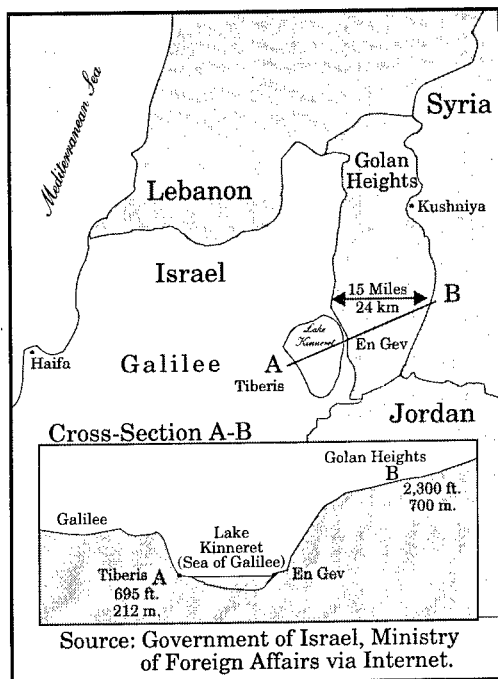 Mediterranean Sea
Syria
Golan
Heights
Lebanon
Kushniya
Israel
15 Miles
24 km
B
Lake
Kinneret
En Gev
Haifa
Galilee
A
Tiberis
Jordan
Cross-Section A-B
Golan Heights
B
2,300 ft.
700 m.
Galilee
Lake
Kinneret
(Sea of Galilee)
Tiberis A
En Gev
695 ft.
212 m.
Source: Government of Israel, Ministry
of Foreign Affairs via Internet.